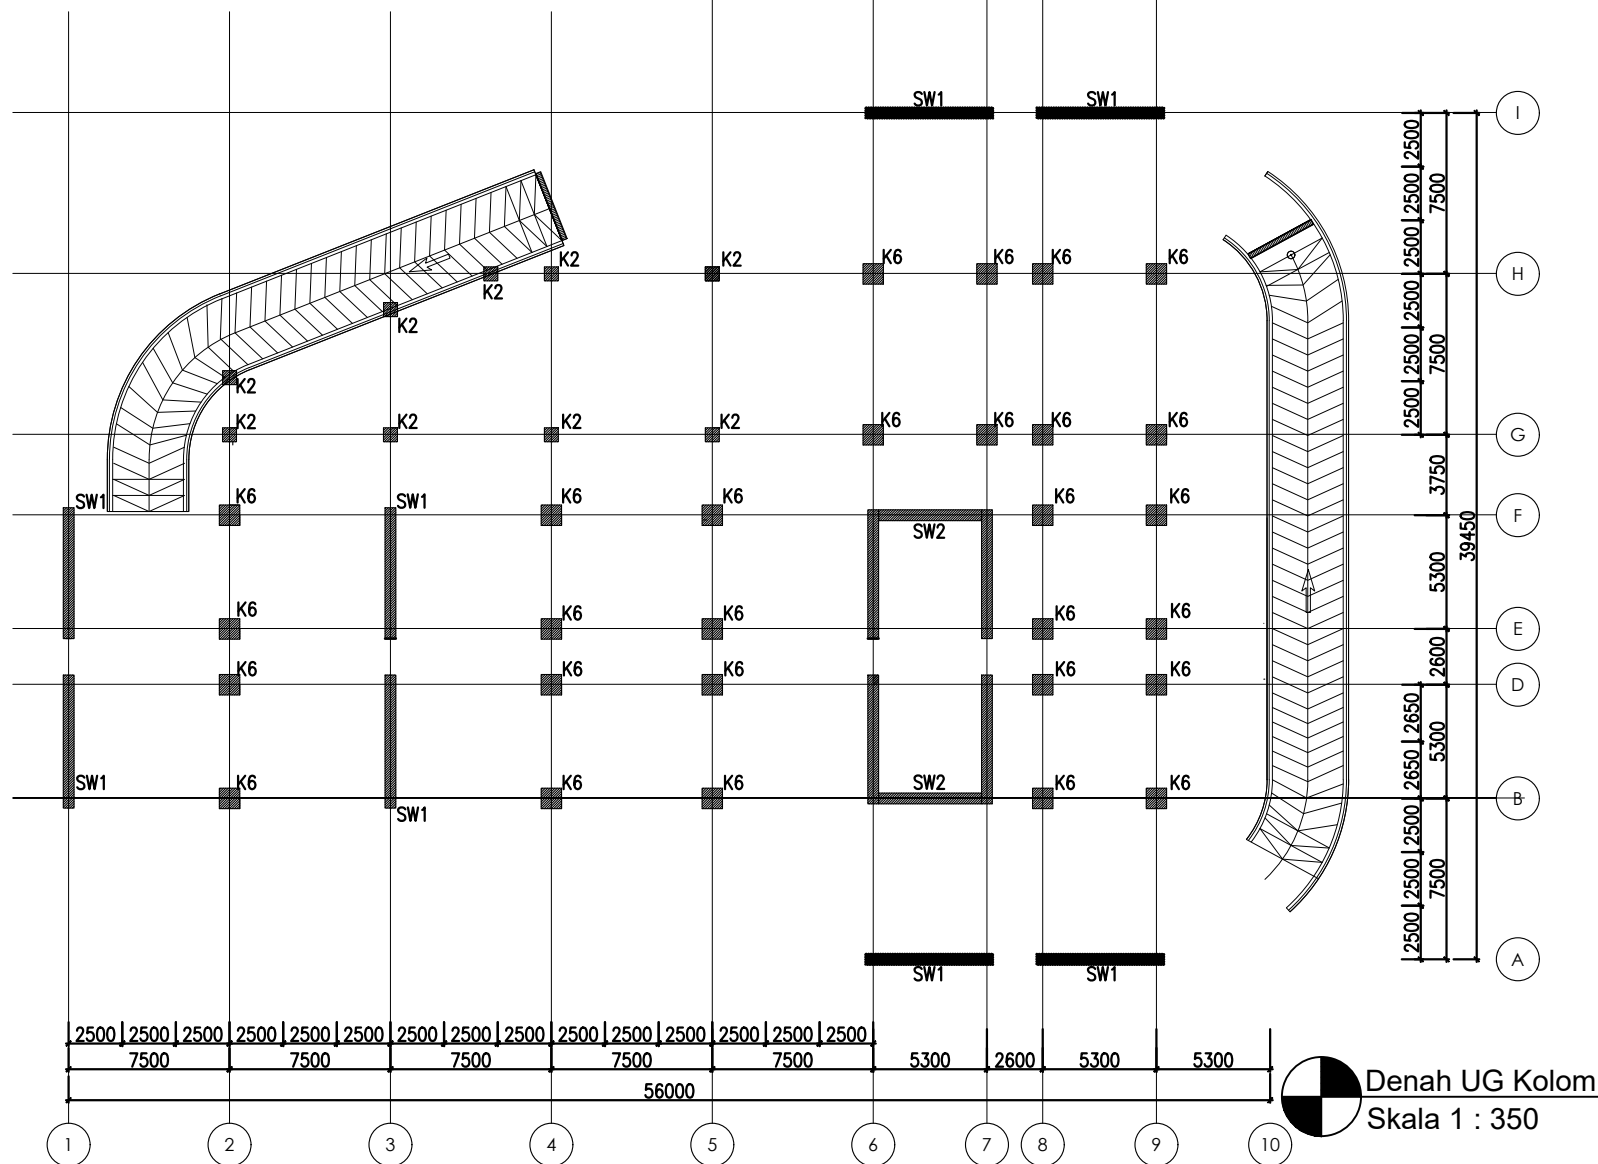 SW1 SW1 I
K2 K2 K6 K6 K6 K6 H
K2
K2
K2
K2 K2 K2 K2 K6 K6 K6 K6 G
SW1 K6 SW1 K6 K6 SW2 K6 K6 F
K6 K6 K6 K6 K6 E
K6 K6 K6 K6 K6 D
SW1 K6 SW1 K6 K6 SW2 K6 K6 B
SW1 SW1 A
2500 2500 2500 2500 2500 2500 2650 2650 2500 2500 2500
7500 7500 3750 5300 2600 5300 7500
39450
2500 2500 2500 2500 2500 2500 2500 2500 2500 2500 2500 2500 2500 2500 2500
7500 7500 7500 7500 7500 5300 2600 5300 5300
56000
1 2 3 4 5 6 7 8 9 10
Denah UG Kolom
Skala 1 : 350